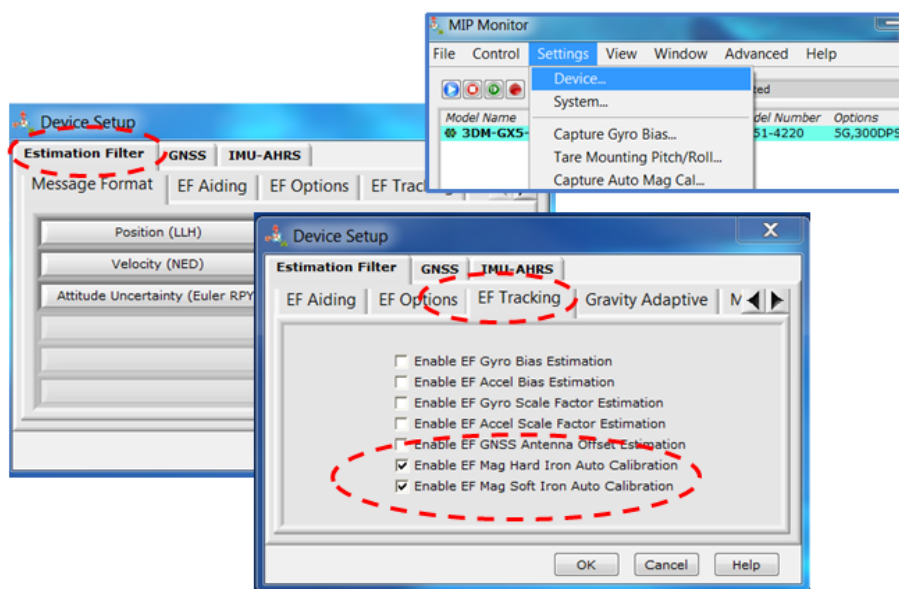 MIP Monitor
File Control Settings View Window Advanced Help
Device...
System...
Capture Gyro Bias...
Tare Mounting Pitch/Roll...
Capture Auto Mag Cal...
Model Name Options
3DM-GX5- 51-4220 5G,300DPS
Device Setup
Estimation Filter GNSS IMU-AHRS
Message Format EF Aiding EF Options
Position (LLH)
Velocity (NED)
Attitude Uncertainty (Euler RPY
Device Setup
Estimation Filter GNSS IMU-AHRS
EF Aiding EF Options EF Tracking Gravity Adaptive M
Enable EF Gyro Bias Estimation
Enable EF Accel Bias Estimation
Enable EF Gyro Scale Factor Estimation
Enable EF Accel Scale Factor Estimation
Enable EF GNSS Antenna Offset Estimation
Enable EF Mag Hard Iron Auto Calibration
Enable EF Mag Soft Iron Auto Calibration
OK Cancel Help